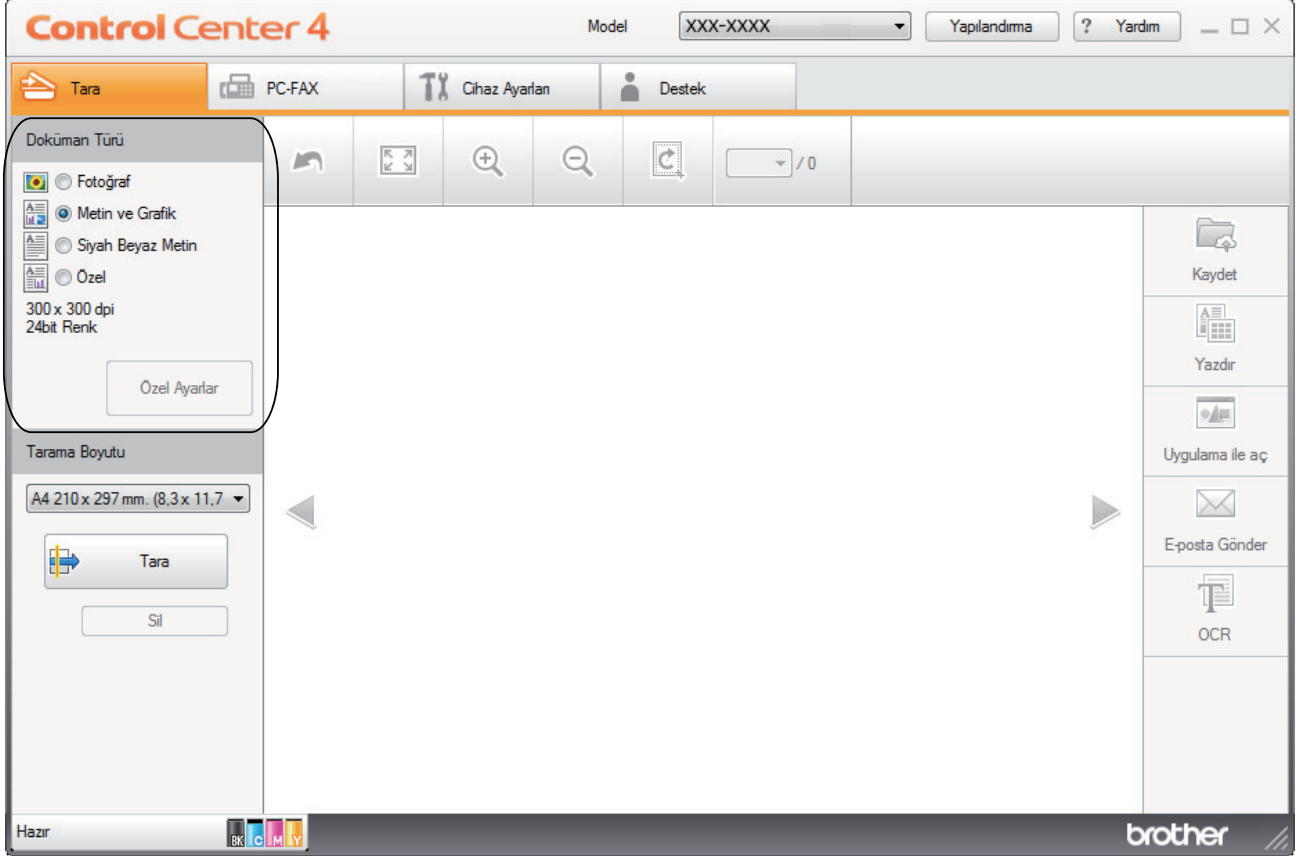 Control Center 4
Model
XXX-XXXX
Yapılandırma
? Yardım
Tara
PC-FAX
Cihaz Ayarları
Destek
Doküman Türü
/ 0
Fotoğraf
Metin ve Grafik
Siyah Beyaz Metin
Özel
300 x 300 dpi
24bit Renk
Özel Ayarlar
Tarama Boyutu
A4 210 x 297 mm. (8,3 x 11,7
Tara
Sil
Kaydet
Yazdır
Uygulama ile aç
E-posta Gönder
OCR
Hazır
BK C M Y
brother